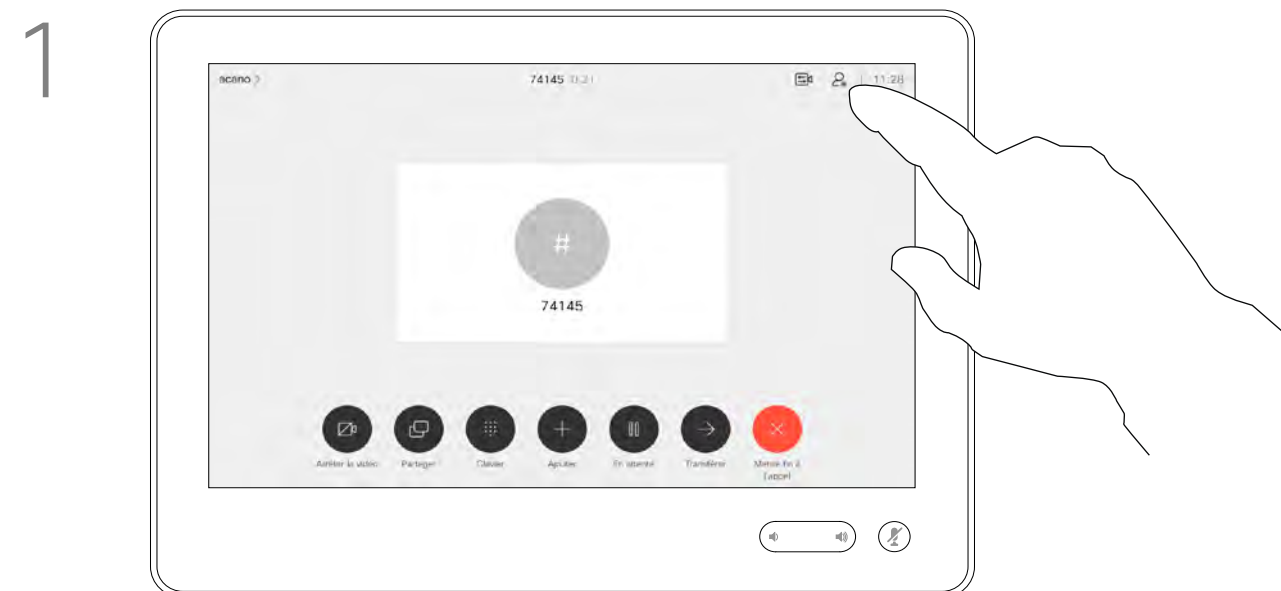 1
acano
74145 0:21
11:28
#
74145
Arrêter la vidéo
Partager
Clavier
Ajouter
En attente
Transférer
Mettre fin à
l'appel